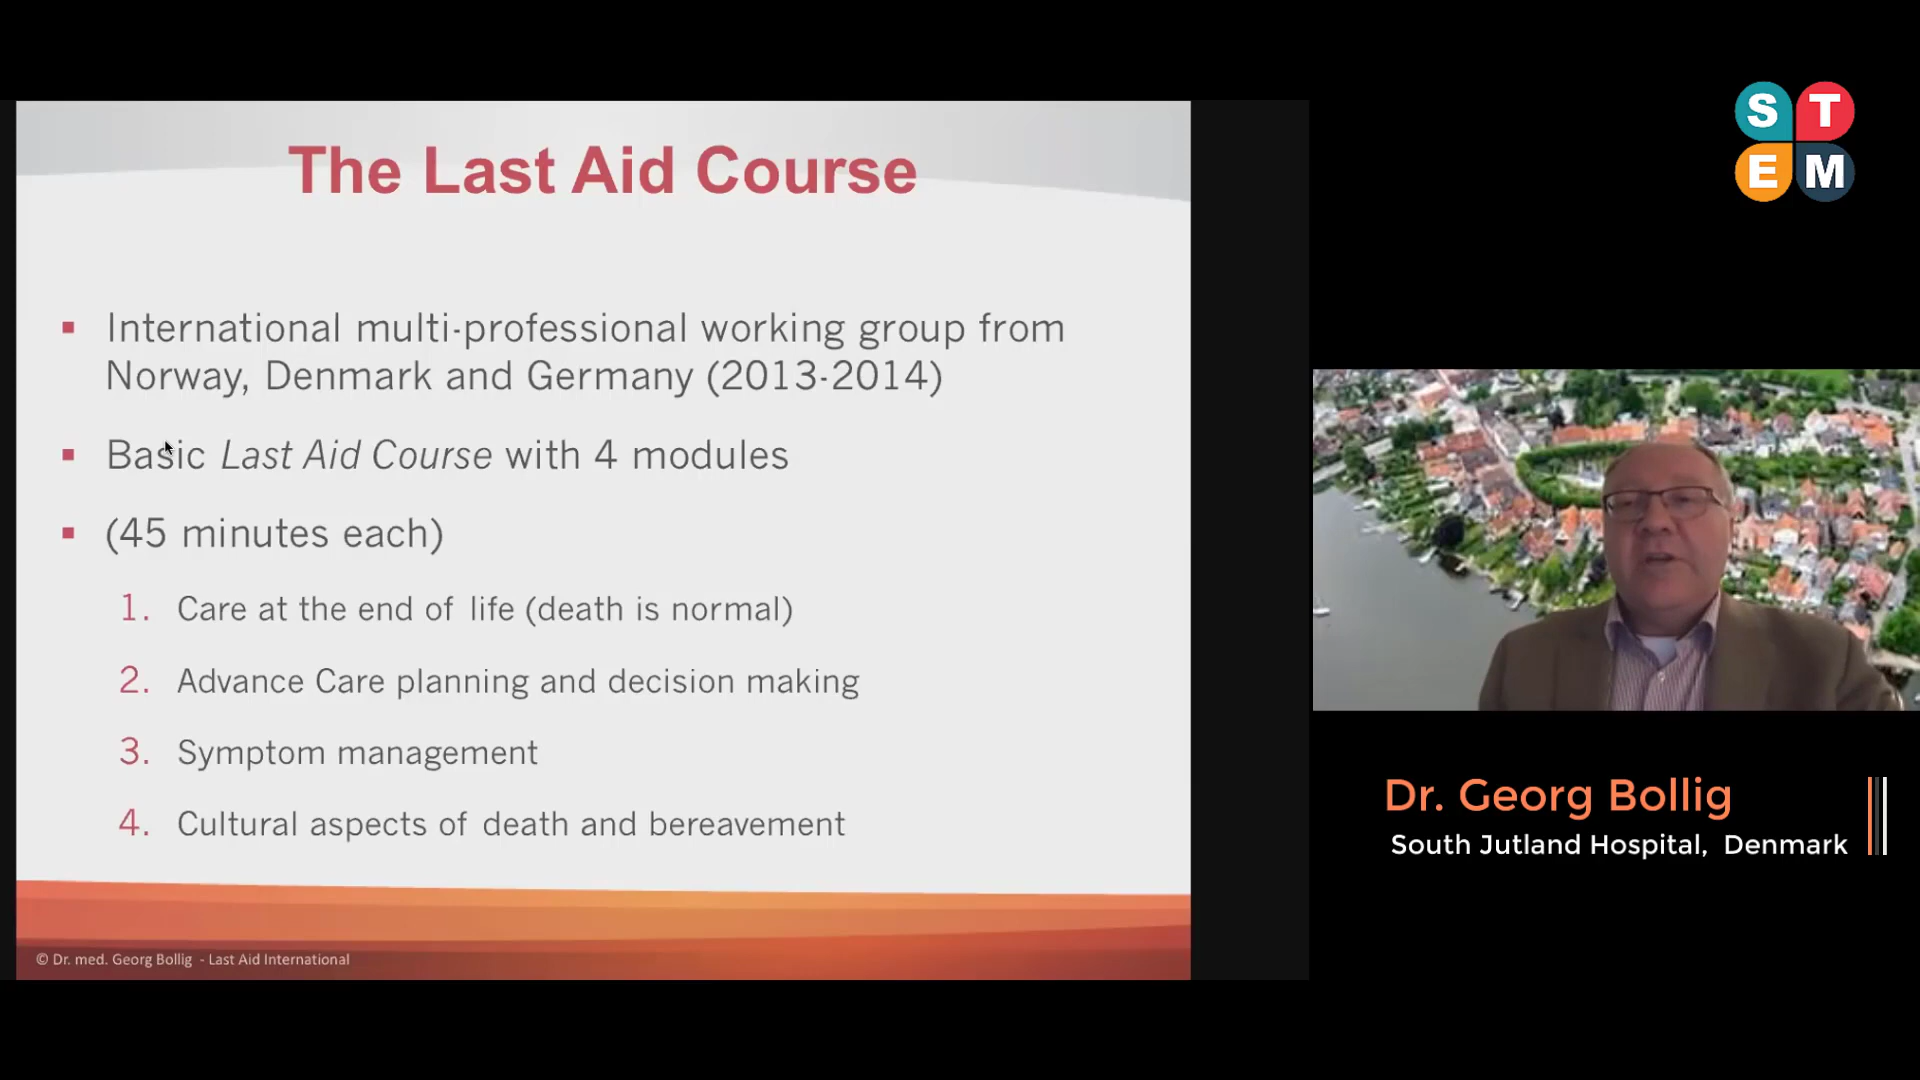 The Last Aid Course
▪ International multi-professional working group from
Norway, Denmark and Germany (2013-2014)
▪ Basic Last Aid Course with 4 modules
▪ (45 minutes each)
1. Care at the end of life (death is normal)
2. Advance Care planning and decision making
3. Symptom management
4. Cultural aspects of death and bereavement
© Dr. med. Georg Bollig - Last Aid International
S T
E M
Dr. Georg Bollig
South Jutland Hospital, Denmark